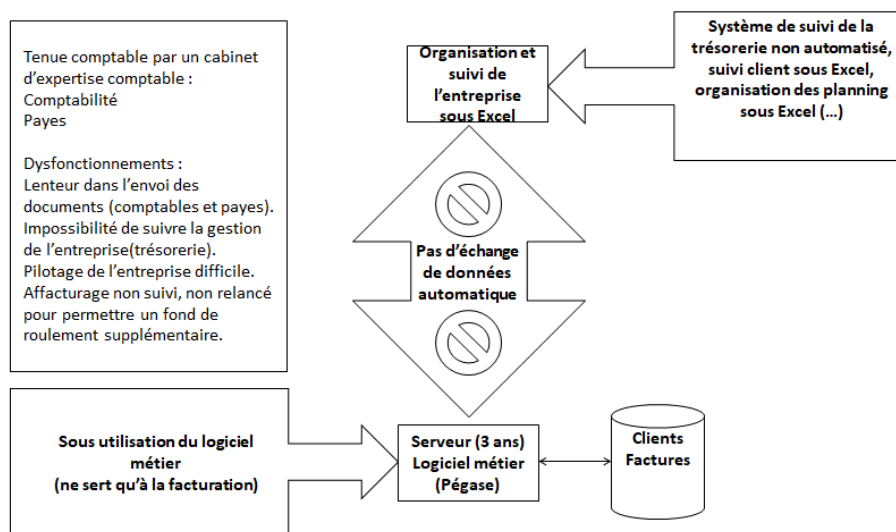 Tenue comptable par un cabinet
d'expertise comptable :
Comptabilité
Payes
Dysfonctionnements :
Lenteur dans l'envoi des
documents (comptables et payes).
Impossibilité de suivre la gestion
de l'entreprise(trésorerie).
Pilotage de l'entreprise difficile.
Affacturage non suivi, non relancé
pour permettre un fond de
roulement supplémentaire.
Organisation et
suivi de
l'entreprise
sous Excel
Système de suivi de la
trésorerie non automatisé,
suivi client sous Excel,
organisation des planning
sous Excel (...)
Pas d'échange
de données
automatique
Sous utilisation du logiciel
métier
(ne sert qu'à la facturation)
Serveur (3 ans)
Logiciel métier
(Pégase)
Clients
Factures